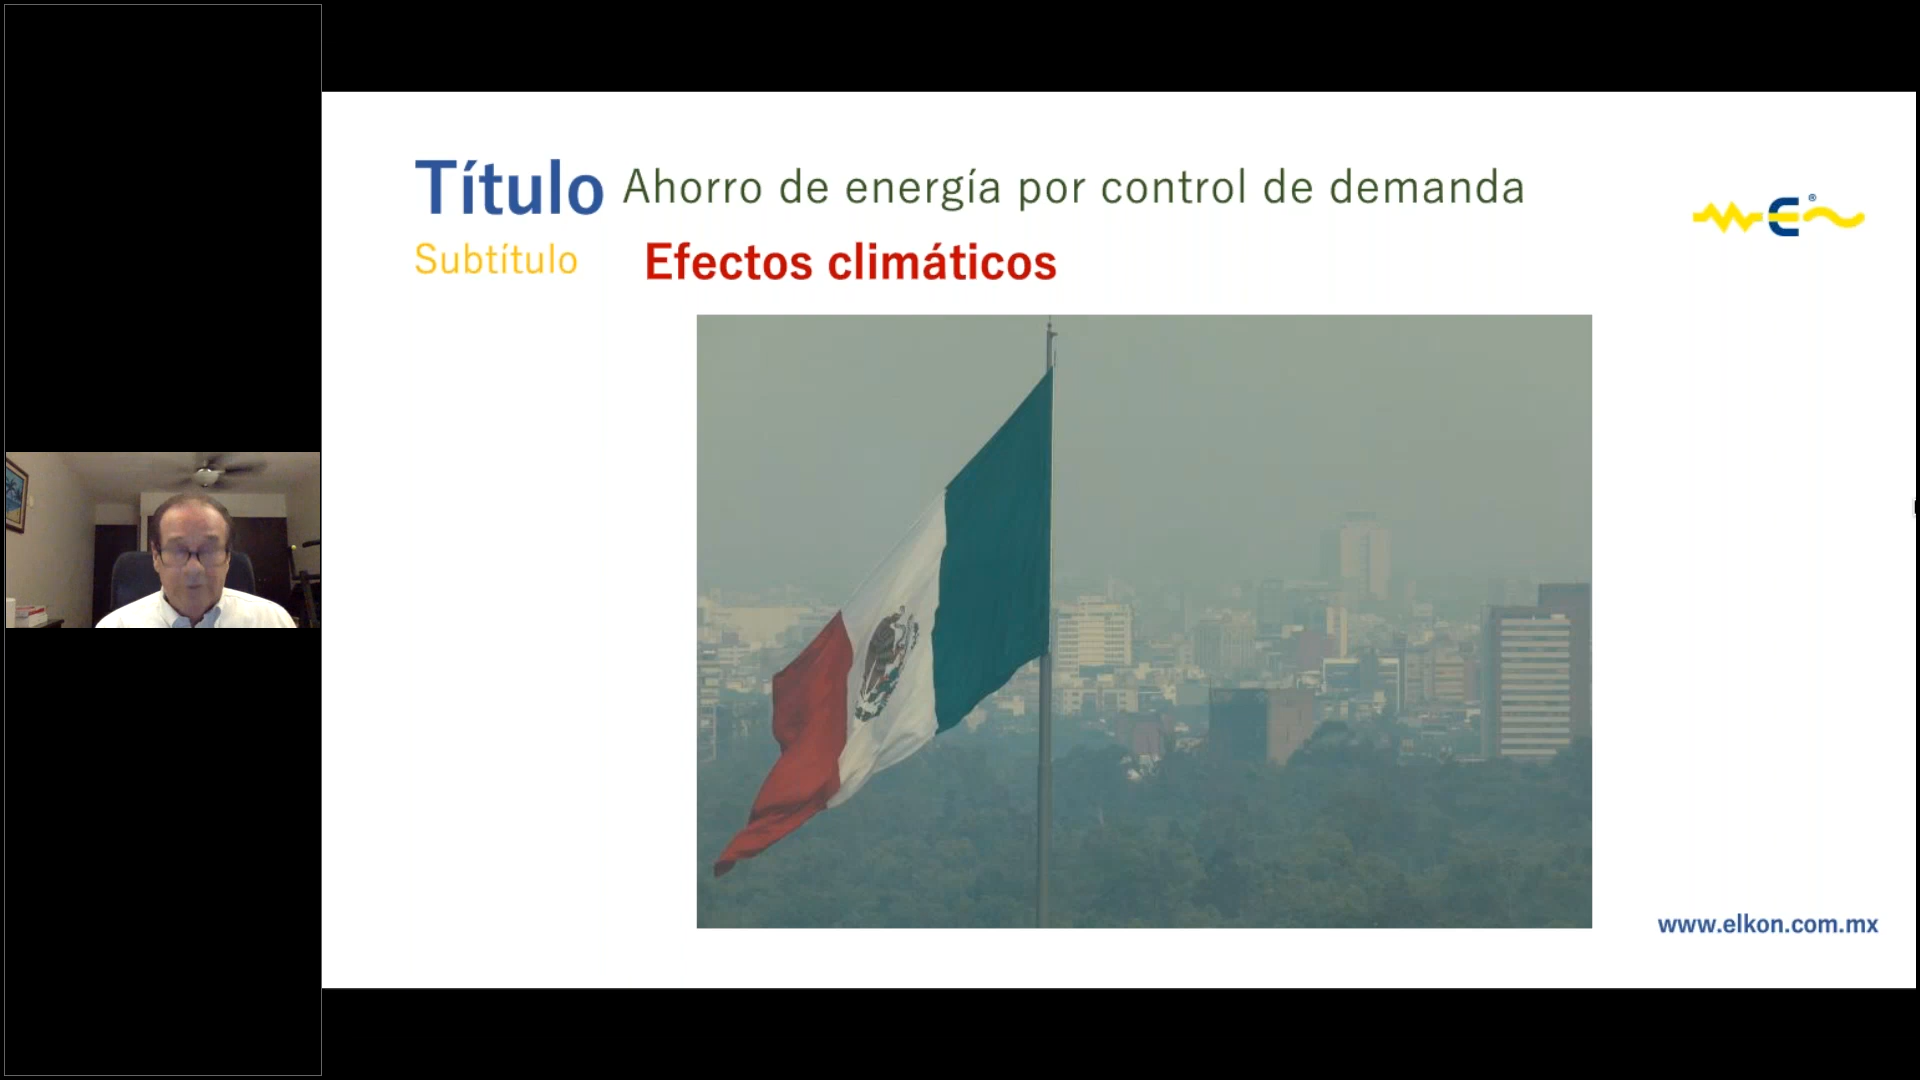 Título Ahorro de energía por control de demanda
Subtítulo Efectos climáticos
E®
www.elkon.com.mx